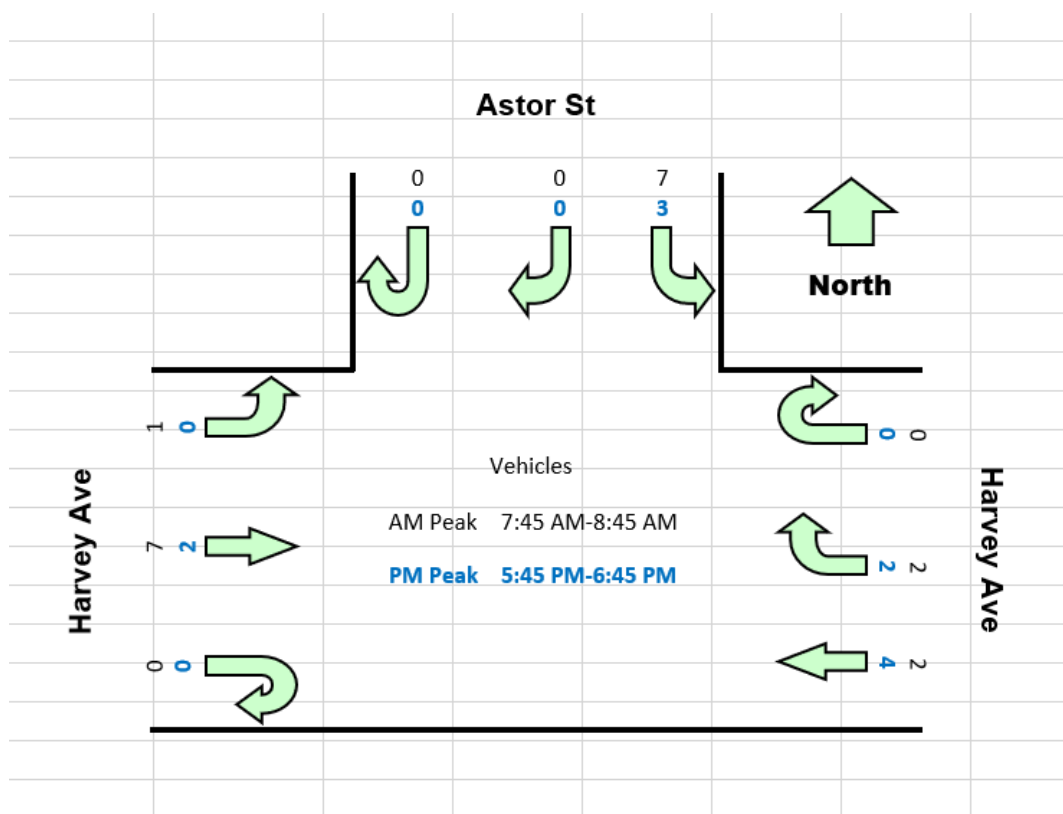 Astor St
0 0 7
0 0 3
North
1 0
0 0
Vehicles
Harvey Ave
Harvey Ave
AM Peak 7:45 AM-8:45 AM
7 2
2 2
PM Peak 5:45 PM-6:45 PM
0 0
4 2